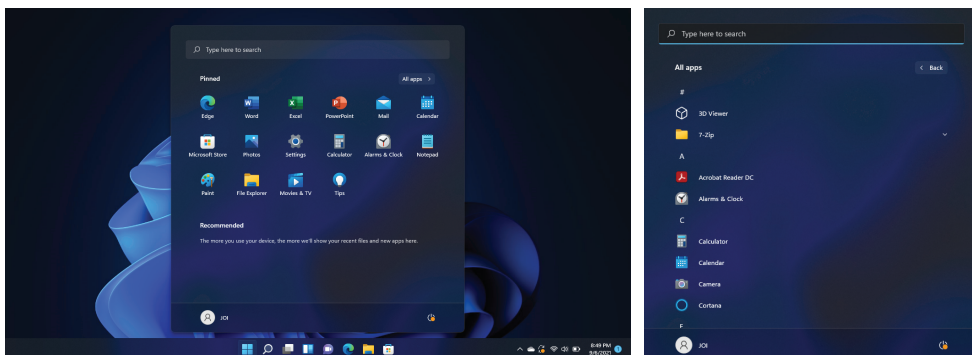 Type here to search
Pinned
All apps >
Edge
Word
Excel
PowerPoint
Mail
Calendar
Microsoft Store
Photos
Settings
Calculator
Alarms & Clock
Notepad
Paint
File Explorer
Movies & TV
Tips
Recommended
The more you use your device, the more we'll show your recent files and new apps here.
JOI
8:49 PM
9/6/2021
1
Type here to search
All apps
< Back
#
3D Viewer
7-Zip
A
Acrobat Reader DC
Alarms & Clock
C
Calculator
Calendar
Camera
Cortana
JOI